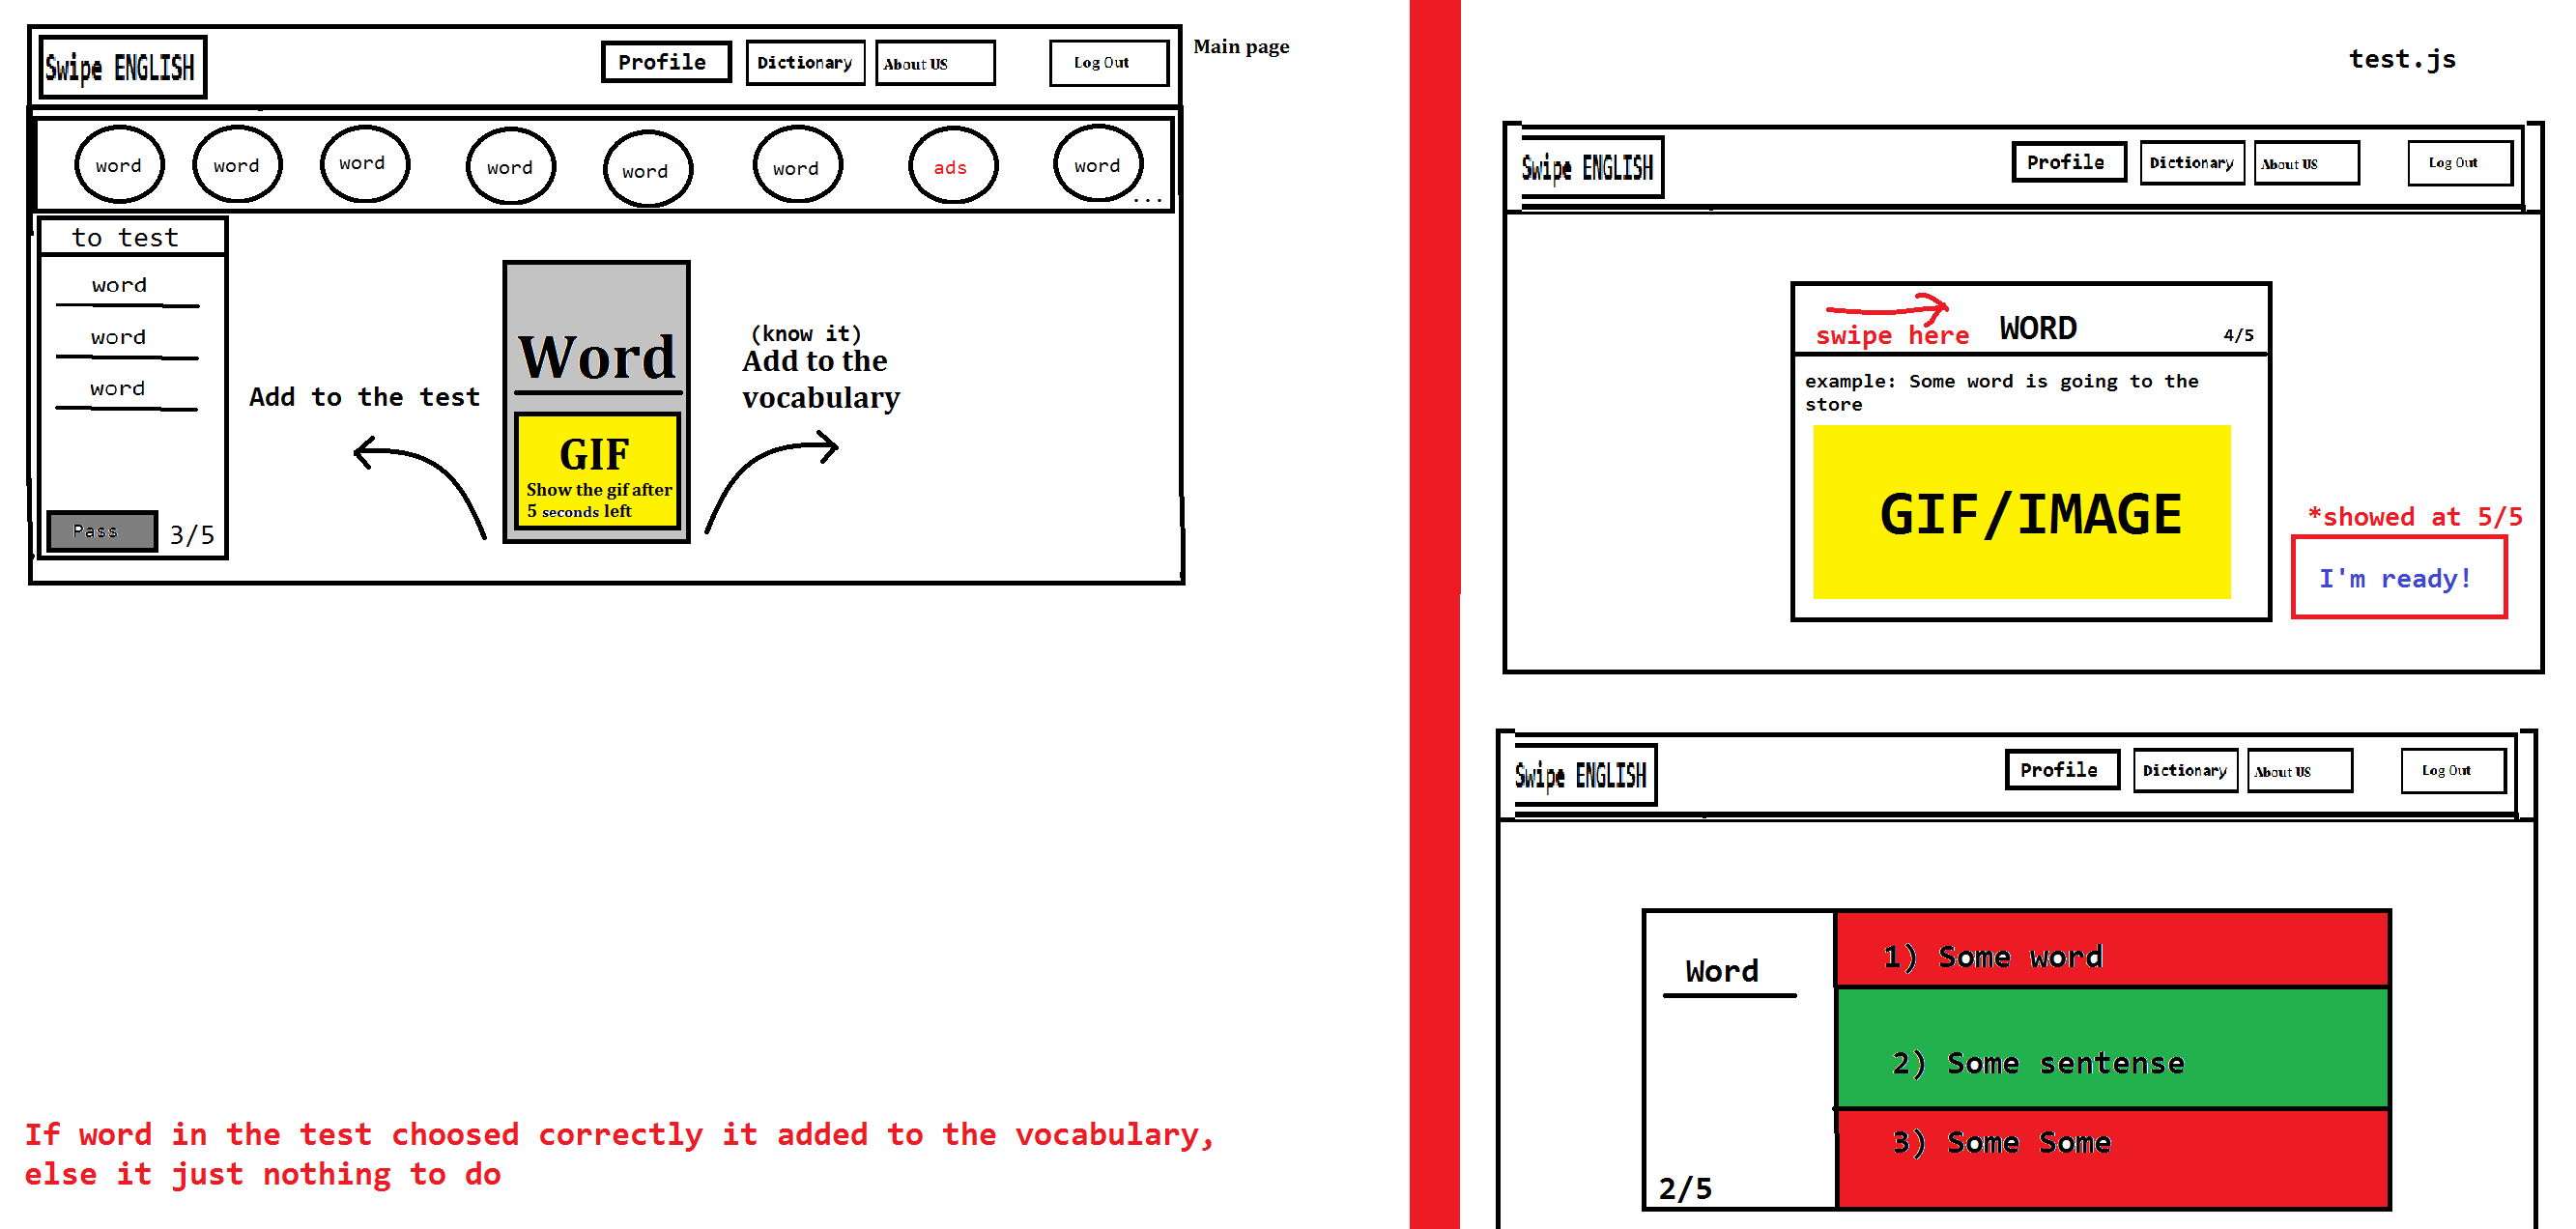 Swipe ENGLISH
Profile
Dictionary
About US
Log Out
Main page
word
word
word
word
word
word
ads
word
...
to test
word
word
word
Pass
3/5
Add to the test
Word
GIF
Show the gif after
5 seconds left
(know it)
Add to the
vocabulary
If word in the test choosed correctly it added to the vocabulary,
else it just nothing to do
test.js
Swipe ENGLISH
Profile
Dictionary
About US
Log Out
swipe here
WORD
4/5
example: Some word is going to the
store
GIF/IMAGE
*showed at 5/5
I'm ready!
Swipe ENGLISH
Profile
Dictionary
About US
Log Out
Word
2/5
1) Some word
2) Some sentense
3) Some Some